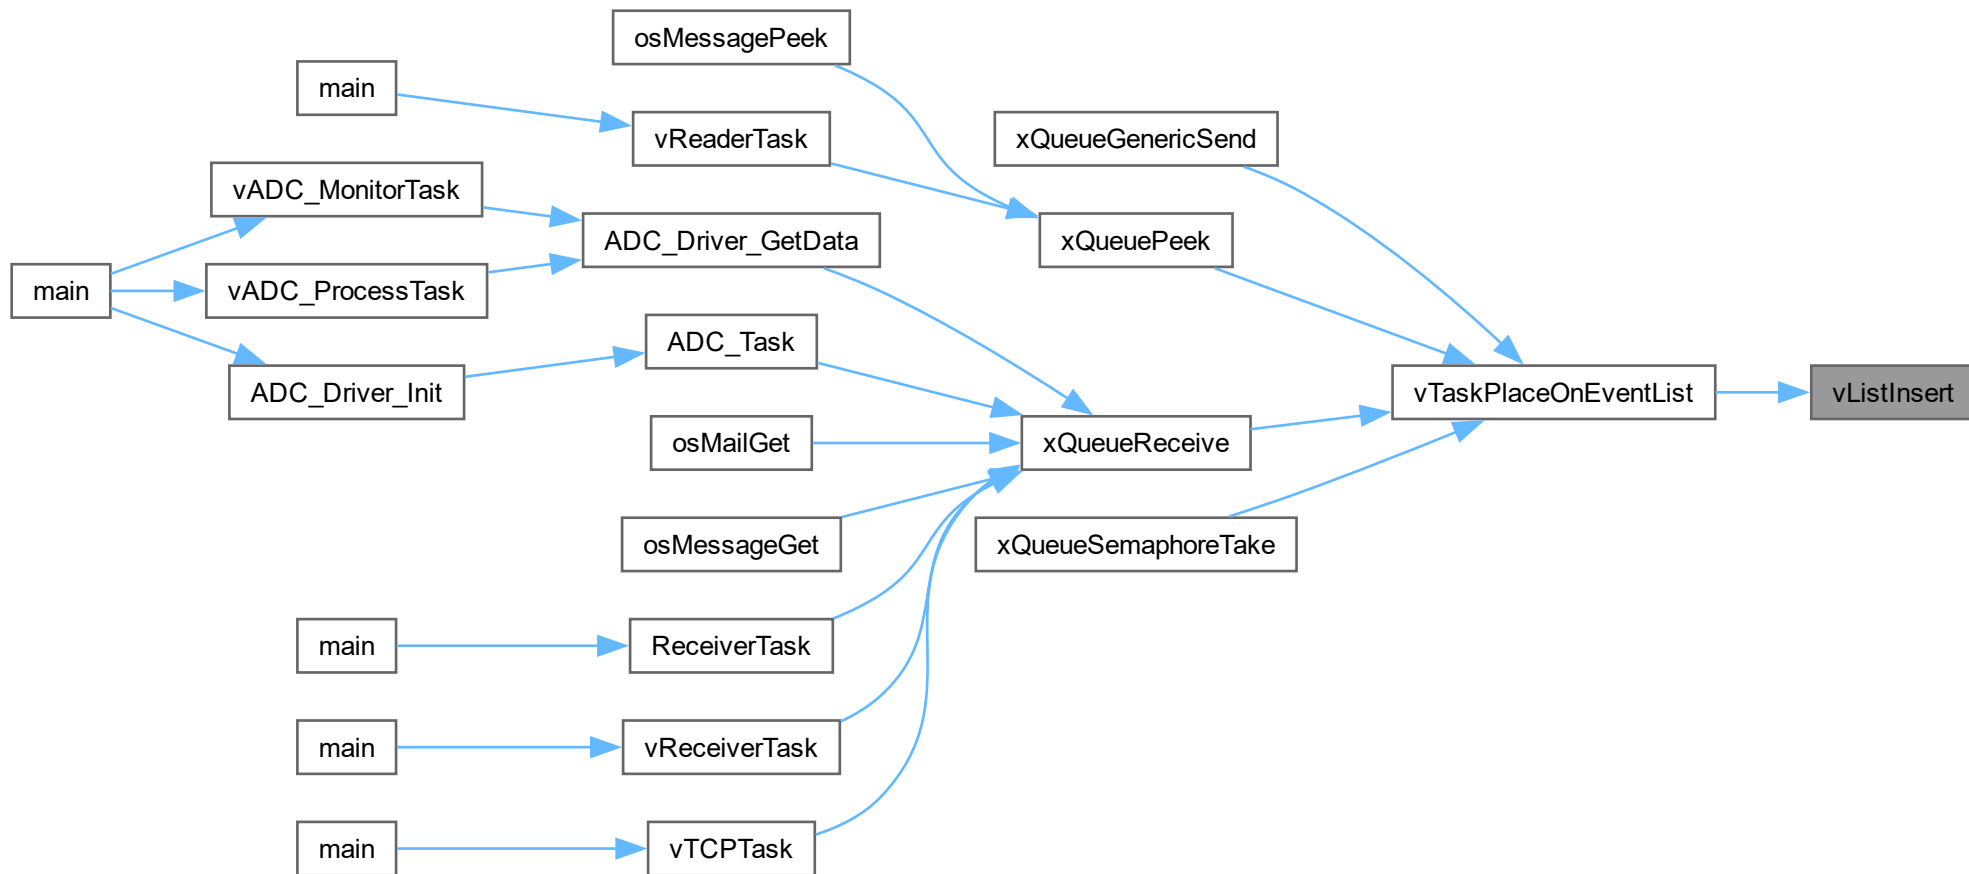 osMessagePeek
main
vReaderTask
xQueueGenericSend
vADC_MonitorTask
ADC_Driver_GetData
xQueuePeek
main
vADC_ProcessTask
ADC_Task
ADC_Driver_Init
vTaskPlaceOnEventList
vListInsert
osMailGet
xQueueReceive
osMessageGet
xQueueSemaphoreTake
main
ReceiverTask
main
vReceiverTask
main
vTCPTask